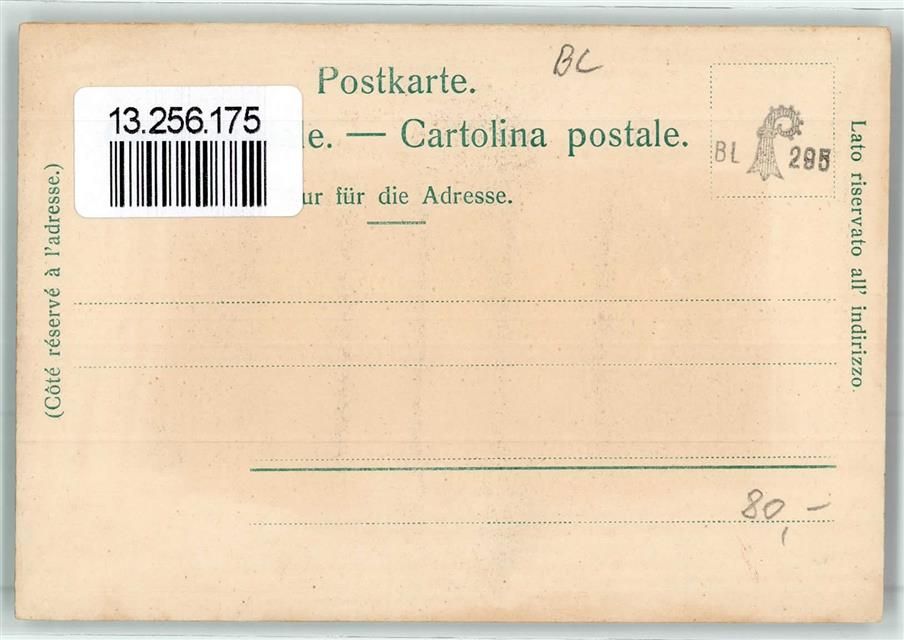 BL
Postkarte.
13.256.175
le. — Cartolina postale.
BL 295
ur für die Adresse.
(Côté réservé à l'adresse.)
Lato riservato all' indirizzo.
80,-